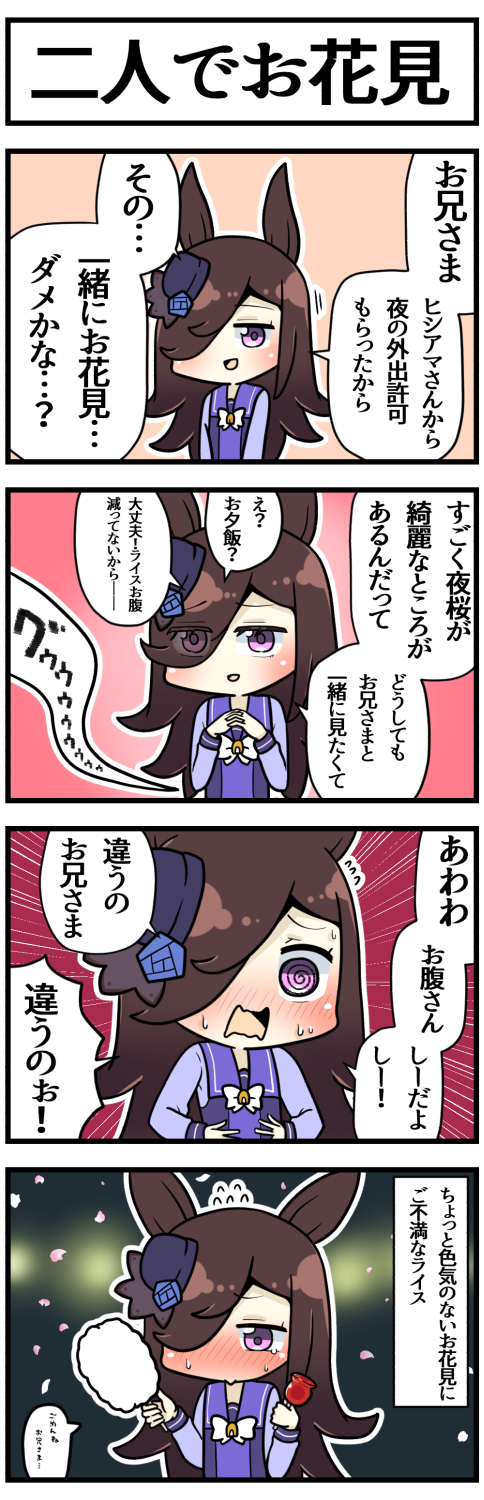 二人でお花見
お兄さま
ヒシアマさんから
夜の外出許可
もらったから
その…
一緒にお花見…
ダメかな…？
すごく夜桜が
綺麗なところが
あるんだって
どうしても
お兄さまと
一緒に見たくて
え？
お夕飯？
大丈夫！ライスお腹
減ってないから──
グゥゥゥゥゥゥゥ
あわわ
お腹さん
しーだよ
しー！
違うの
お兄さま
違うのぉ！
ちょっと色気のないお花見に
ご不満なライス
ごめんね
お兄さま…